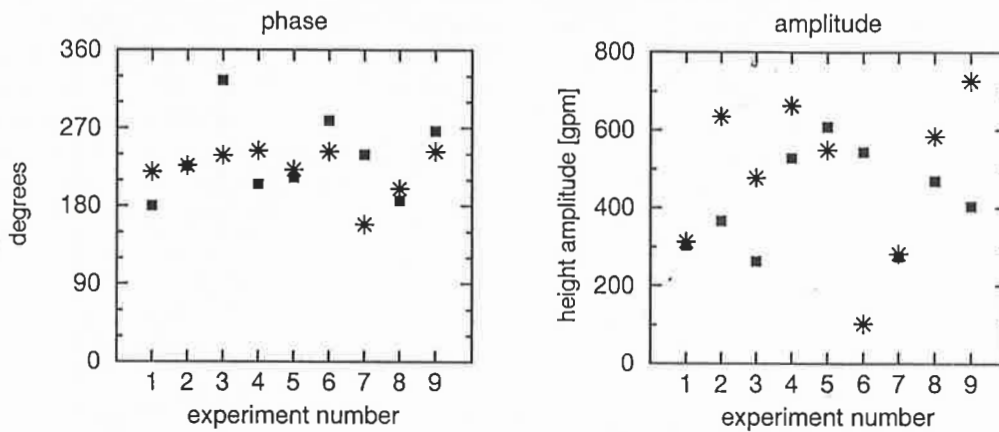 phase
360
270
180
90
0
degrees
1 2 3 4 5 6 7 8 9
experiment number
amplitude
800
600
400
200
0
height amplitude [gpm]
1 2 3 4 5 6 7 8 9
experiment number